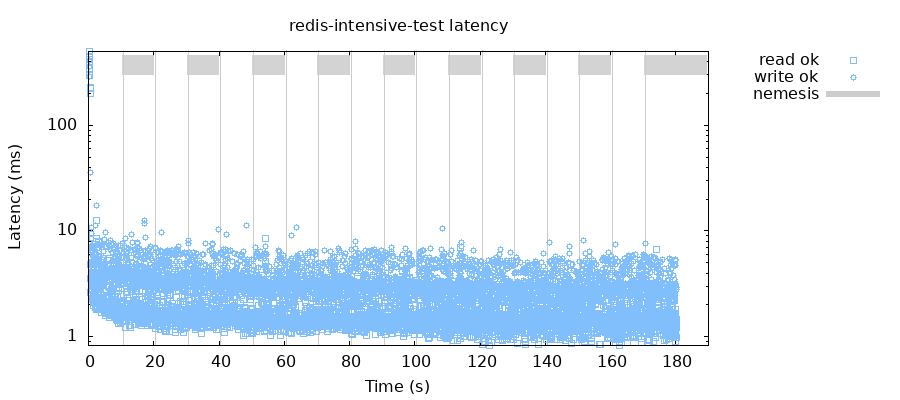 redis-intensive-test latency
read ok
write ok
nemesis
Latency (ms)
100
10
1
0 20 40 60 80 100 120 140 160 180
Time (s)